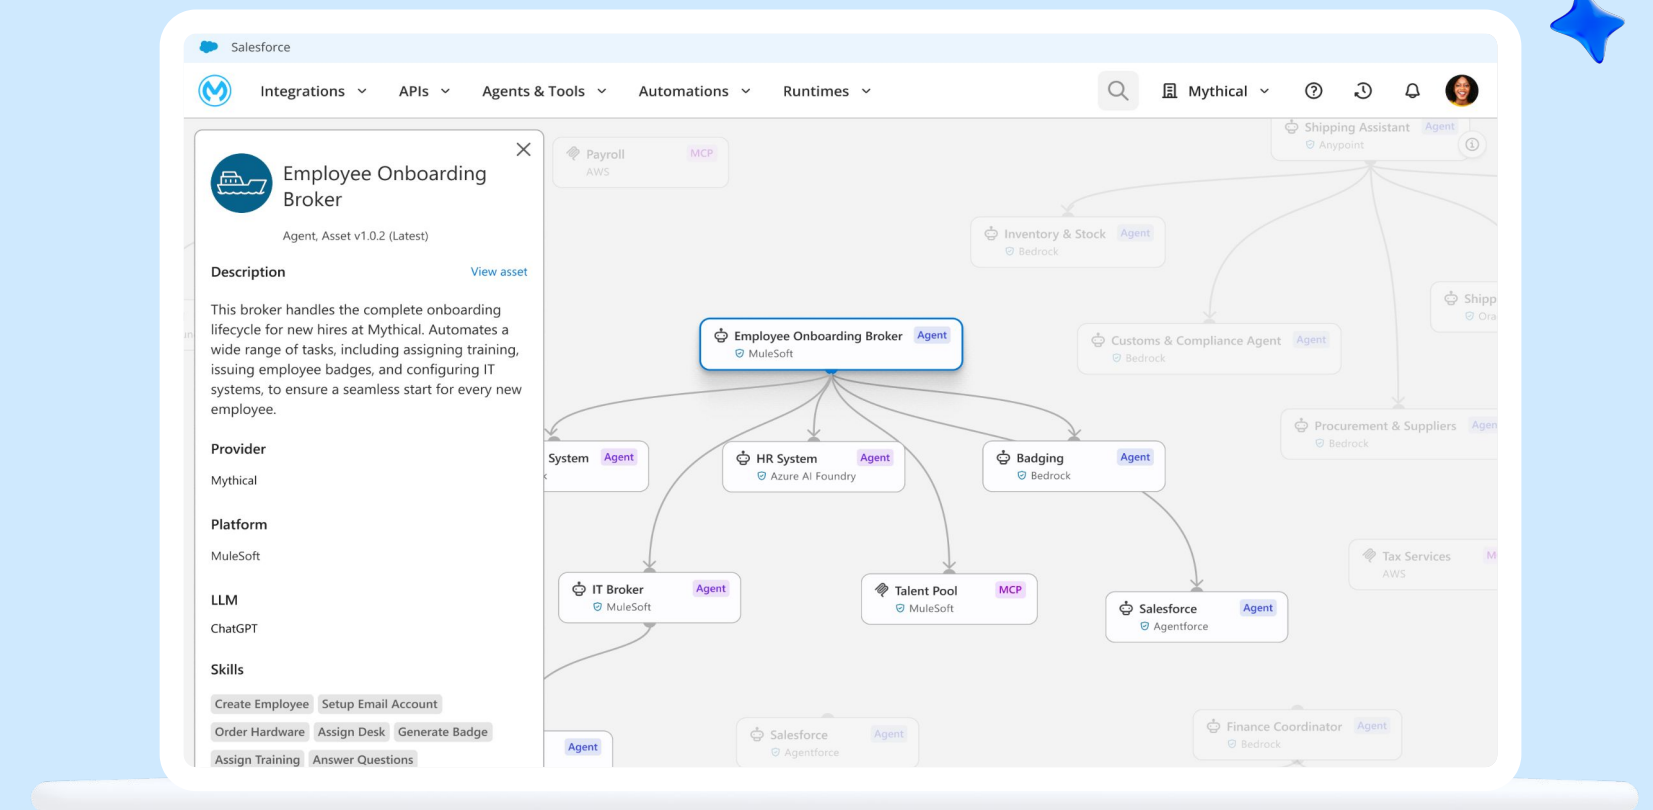 Salesforce
Integrations
APIs
Agents & Tools
Automations
Runtimes
Mythical
Employee Onboarding
Broker
Agent, Asset v1.0.2 (Latest)
Description
View asset
This broker handles the complete onboarding
lifecycle for new hires at Mythical. Automates a
wide range of tasks, including assigning training,
issuing employee badges, and configuring IT
systems, to ensure a seamless start for every new
employee.
Provider
Mythical
Platform
MuleSoft
LLM
ChatGPT
Skills
Create Employee
Setup Email Account
Order Hardware
Assign Desk
Generate Badge
Assign Training
Answer Questions
Payroll
MCP
AWS
Shipping Assistant
Agent
Anypoint
Inventory & Stock
Agent
Bedrock
Shipp
Ora
Employee Onboarding Broker
Agent
MuleSoft
Customs & Compliance Agent
Agent
Bedrock
Procurement & Suppliers
Agen
Bedrock
System
Agent
HR System
Agent
Azure AI Foundry
Badging
Agent
Bedrock
Tax Services
M
AWS
IT Broker
Agent
MuleSoft
Talent Pool
MCP
MuleSoft
Salesforce
Agent
Agentforce
Agent
Salesforce
Agent
Agentforce
Finance Coordinator
Agent
Bedrock